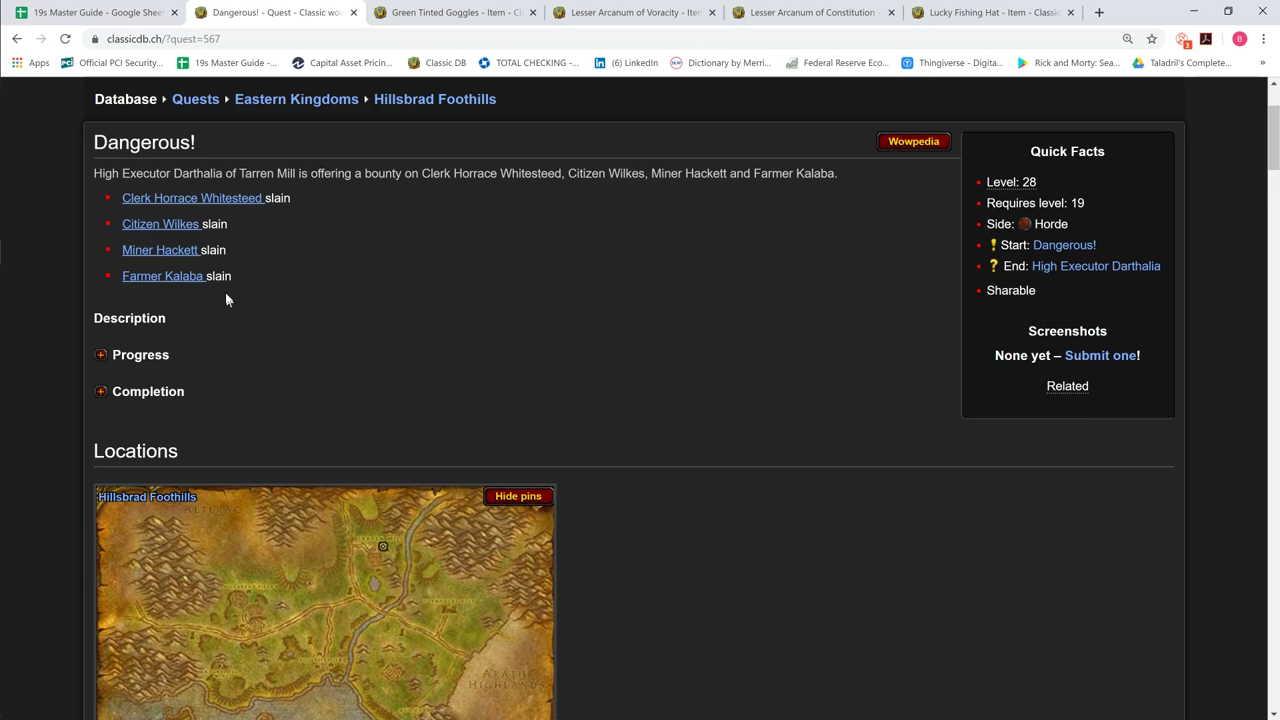 19s Master Guide - Google Shee
Dangerous! - Quest - Classic wow
Green Tinted Goggles - Item - Cl
Lesser Arcanum of Voracity - Item
Lesser Arcanum of Constitution -
Lucky Fishing Hat - Item - Classic
classicdb.ch/?quest=567
3
B
Apps
Official PCI Security...
19s Master Guide -...
Capital Asset Pricin...
Classic DB
TOTAL CHECKING -...
(6) LinkedIn
Dictionary by Merri...
Federal Reserve Eco...
Thingiverse - Digita...
Rick and Morty: Sea...
Taladril's Complete...
Database Quests Eastern Kingdoms Hillsbrad Foothills
Dangerous!
Wowpedia
High Executor Darthalia of Tarren Mill is offering a bounty on Clerk Horrace Whitesteed, Citizen Wilkes, Miner Hackett and Farmer Kalaba.
Clerk Horrace Whitesteed slain
Citizen Wilkes slain
Miner Hackett slain
Farmer Kalaba slain
Description
Progress
Completion
Quick Facts
Level: 28
Requires level: 19
Side: Horde
Start: Dangerous!
End: High Executor Darthalia
Sharable
Screenshots
None yet – Submit one!
Related
Locations
Hillsbrad Foothills
Hide pins
ALTERAC
ARATHI
HIGHLANDS